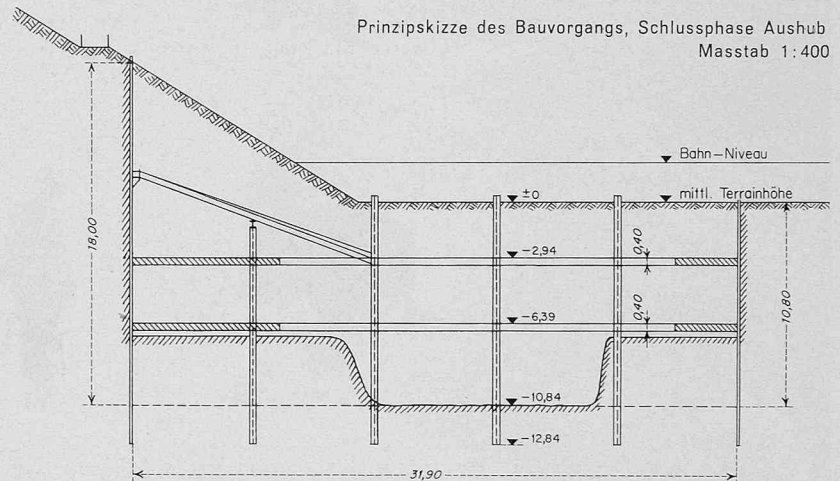 Prinzipskizze des Bauvorgangs, Schlussphase Aushub
Masstab 1:400
Bahn-Niveau
±0
mittl. Terrainhöhe
18,00
-2,94
0,40
10,80
-6,39
0,40
-10,84
-12,84
31,90